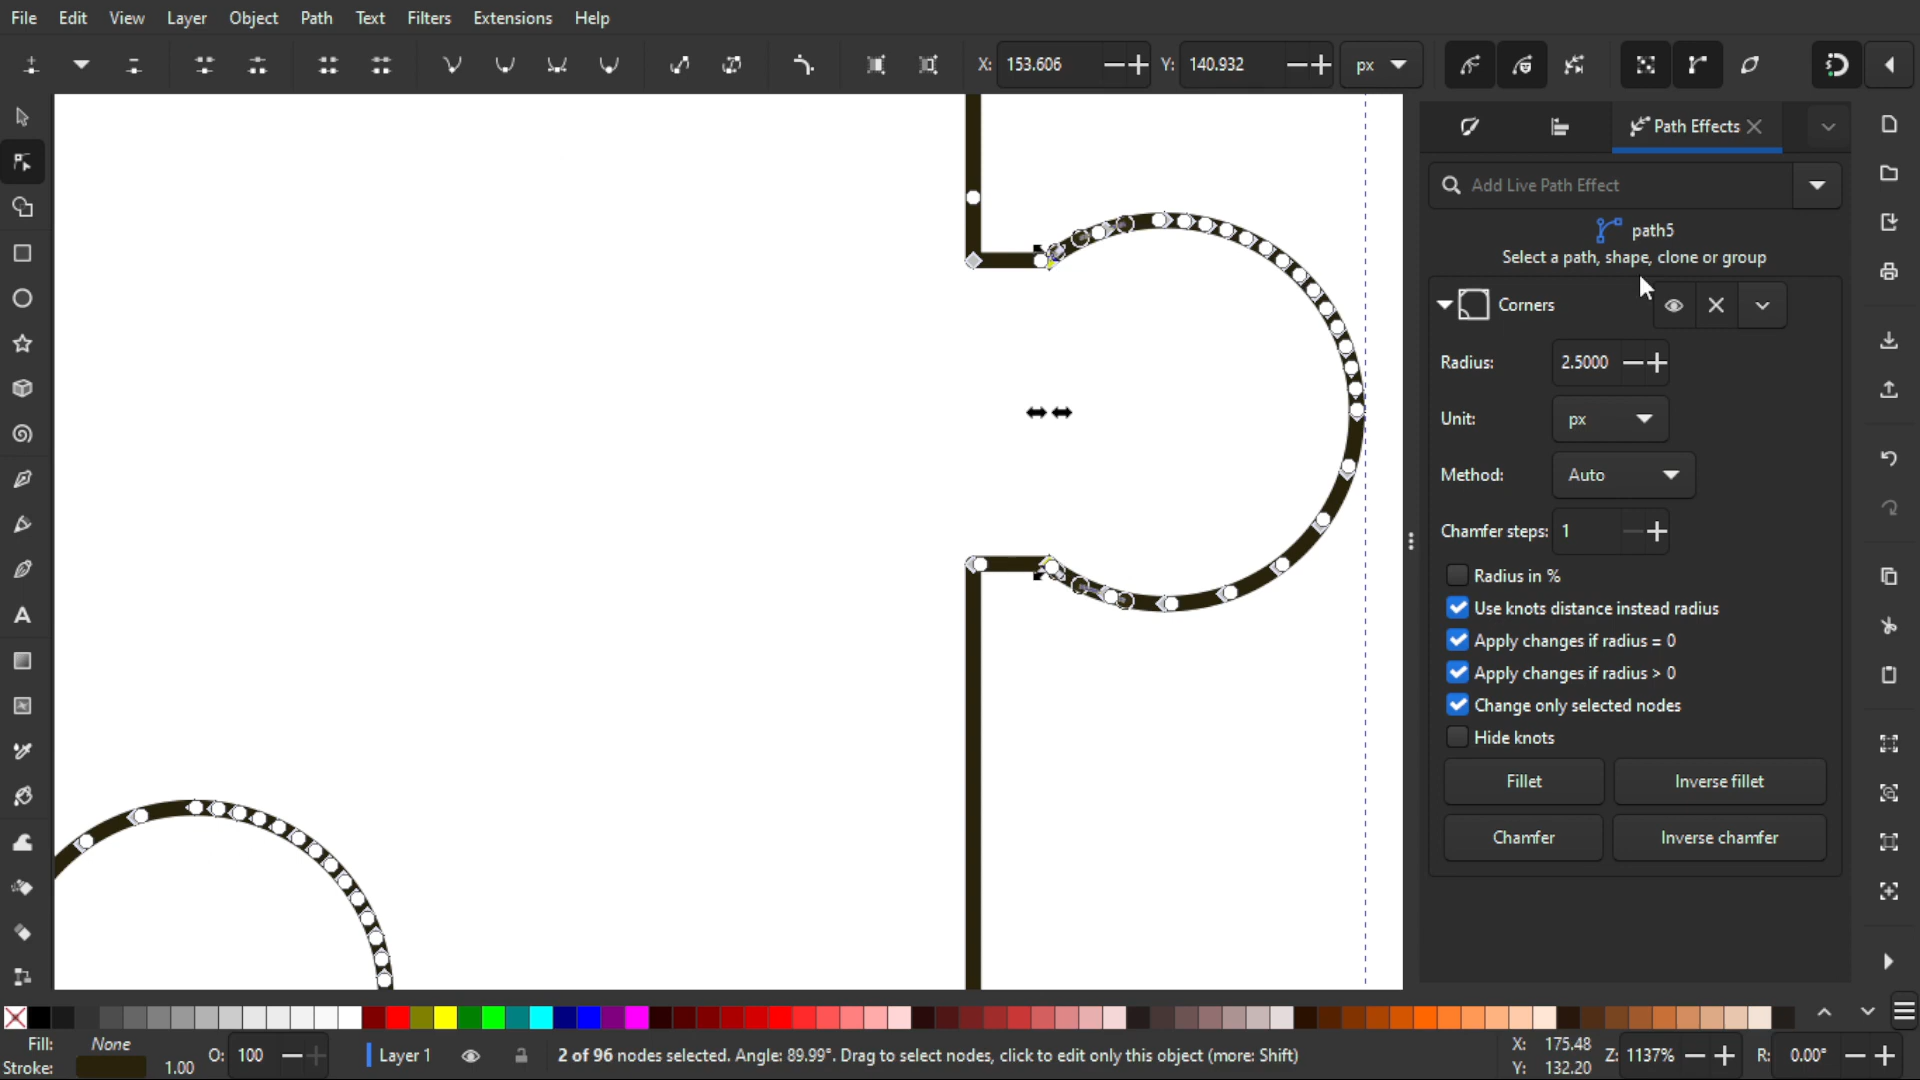 File Edit View Layer Object Path Text Filters Extensions Help
X: 153.606 Y: 140.932 px
Path Effects
Add Live Path Effect
path5
Select a path, shape, clone or group
Corners
Radius: 2.5000
Unit: px
Method: Auto
Chamfer steps: 1
Radius in %
Use knots distance instead radius
Apply changes if radius = 0
Apply changes if radius > 0
Change only selected nodes
Hide knots
Fillet Inverse fillet
Chamfer Inverse chamfer
Fill: None
Stroke: 1.00
O: 100
Layer 1
2 of 96 nodes selected. Angle: 89.99°. Drag to select nodes, click to edit only this object (more: Shift)
X: 175.48
Y: 132.20
Z: 1137%
R: 0.00°